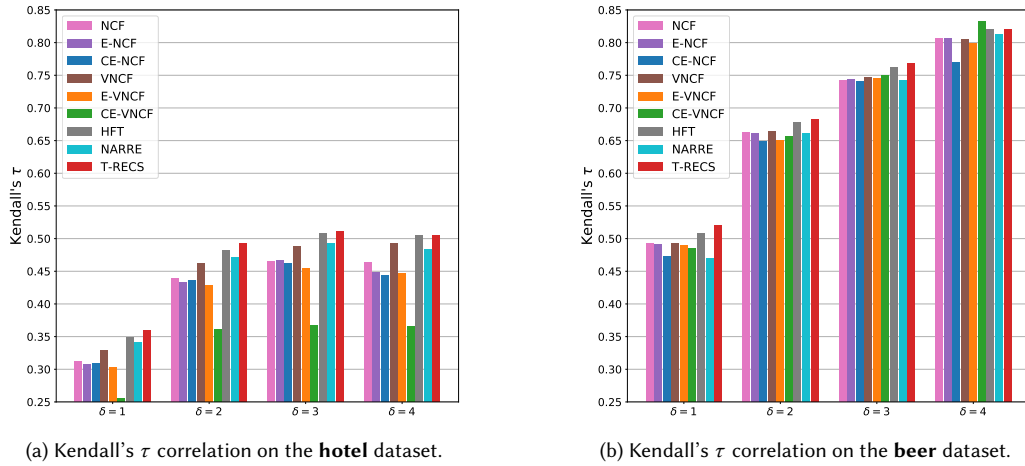 0.85
0.80
0.75
0.70
0.65
0.60
0.55
0.50
0.45
0.40
0.35
0.30
0.25
Kendall's τ
NCF
E-NCF
CE-NCF
VNCF
E-VNCF
CE-VNCF
HFT
NARRE
T-RECS
δ = 1 δ = 2 δ = 3 δ = 4
(a) Kendall's τ correlation on the hotel dataset.
0.85
0.80
0.75
0.70
0.65
0.60
0.55
0.50
0.45
0.40
0.35
0.30
0.25
Kendall's τ
NCF
E-NCF
CE-NCF
VNCF
E-VNCF
CE-VNCF
HFT
NARRE
T-RECS
δ = 1 δ = 2 δ = 3 δ = 4
(b) Kendall's τ correlation on the beer dataset.